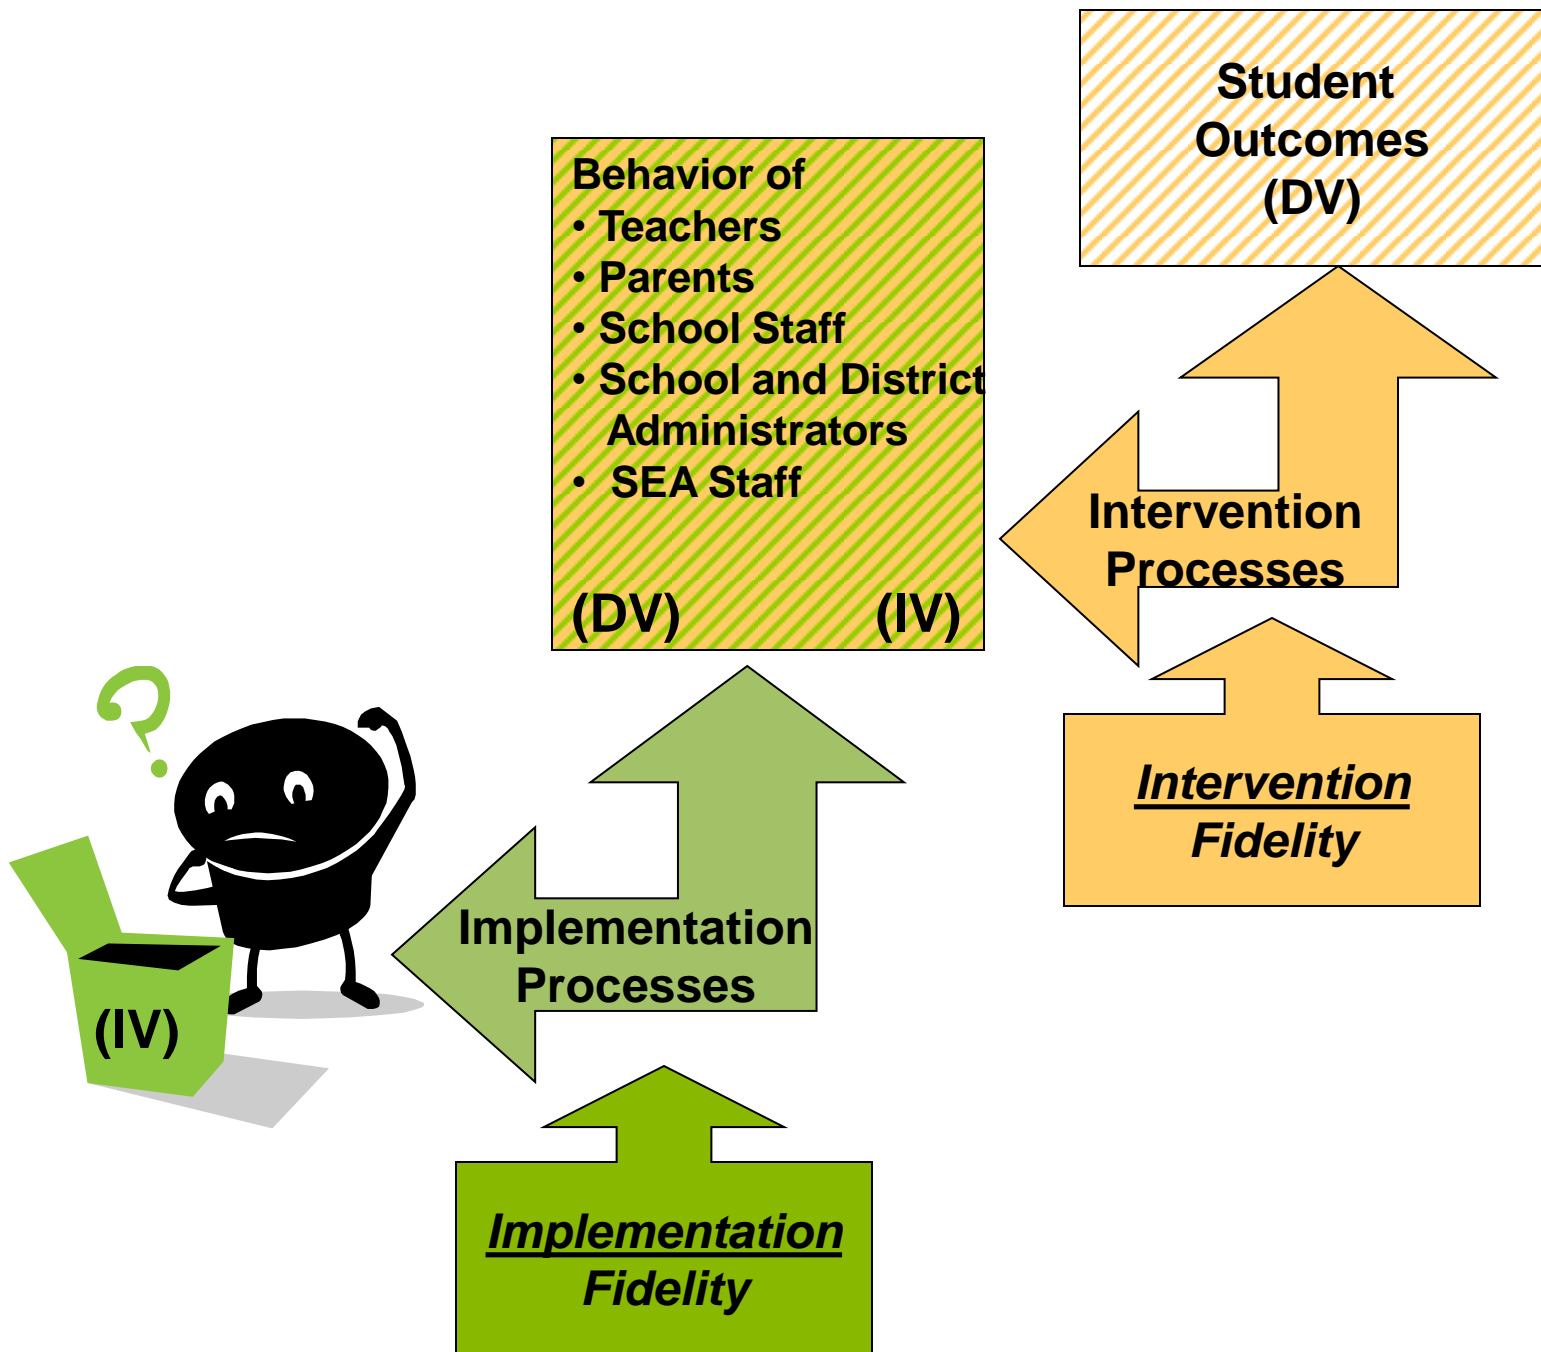 Student
Outcomes
(DV)
Behavior of
• Teachers
• Parents
• School Staff
• School and District
Administrators
• SEA Staff
(DV) (IV)
Intervention
Processes
Intervention
Fidelity
Implementation
Processes
?
(IV)
Implementation
Fidelity